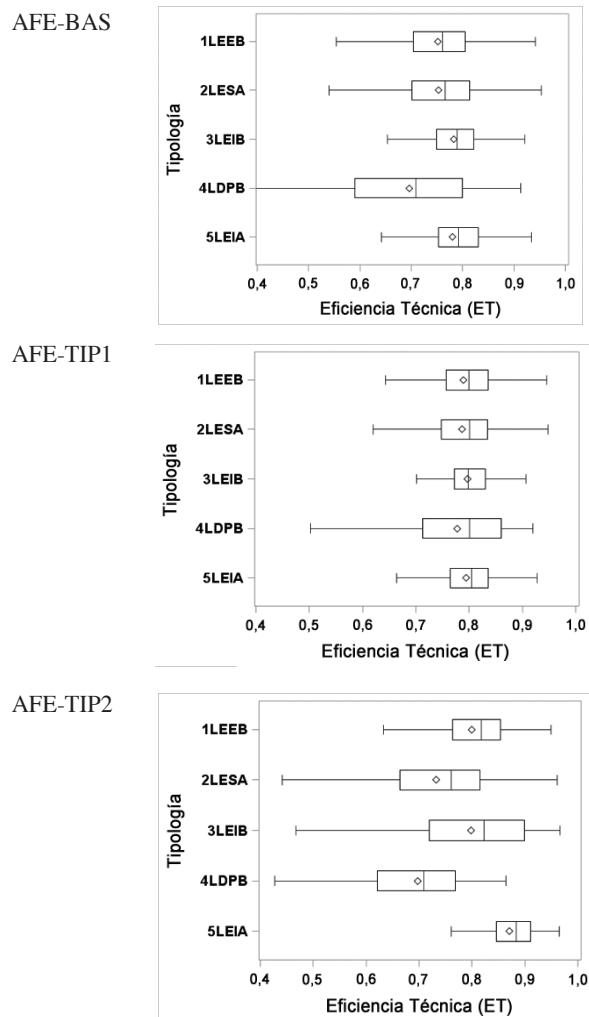 AFE-BAS
Tipología
1LEEB
2LESA
3LEIB
4LDPB
5LEIA
0,4 0,5 0,6 0,7 0,8 0,9 1,0
Eficiencia Técnica (ET)
AFE-TIP1
Tipología
1LEEB
2LESA
3LEIB
4LDPB
5LEIA
0,4 0,5 0,6 0,7 0,8 0,9 1,0
Eficiencia Técnica (ET)
AFE-TIP2
Tipología
1LEEB
2LESA
3LEIB
4LDPB
5LEIA
0,4 0,5 0,6 0,7 0,8 0,9 1,0
Eficiencia Técnica (ET)